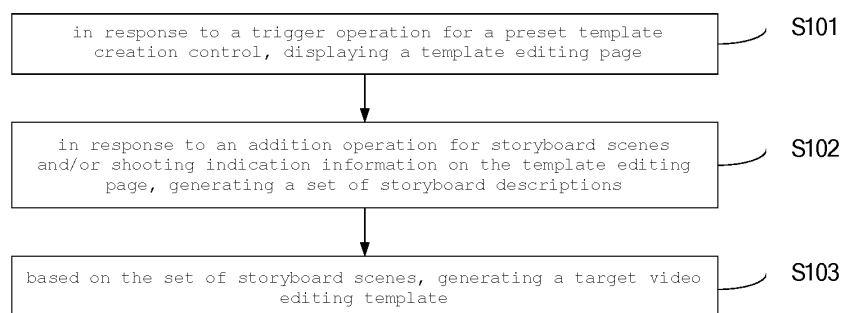 in response to a trigger operation for a preset template
creation control, displaying a template editing page
S101
in response to an addition operation for storyboard scenes
and/or shooting indication information on the template editing
page, generating a set of storyboard descriptions
S102
based on the set of storyboard scenes, generating a target video
editing template
S103